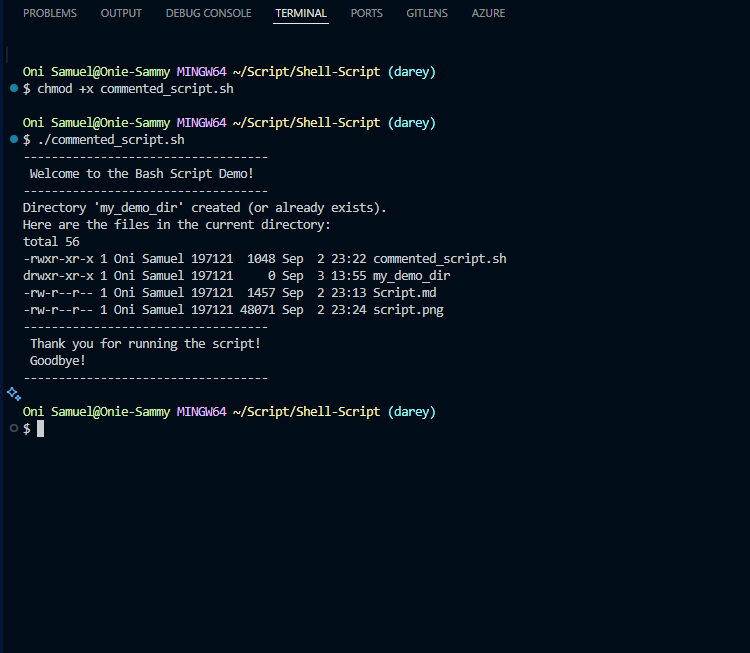 PROBLEMS OUTPUT DEBUG CONSOLE TERMINAL PORTS GITLENS AZURE
Oni Samuel@Onie-Sammy MINGW64 ~/Script/Shell-Script (darey)
$ chmod +x commented_script.sh
Oni Samuel@Onie-Sammy MINGW64 ~/Script/Shell-Script (darey)
$ ./commented_script.sh
-----------------------------------
Welcome to the Bash Script Demo!
-----------------------------------
Directory 'my_demo_dir' created (or already exists).
Here are the files in the current directory:
total 56
-rwxr-xr-x 1 Oni Samuel 197121  1048 Sep  2 23:22 commented_script.sh
drwxr-xr-x 1 Oni Samuel 197121     0 Sep  3 13:55 my_demo_dir
-rw-r--r-- 1 Oni Samuel 197121  1457 Sep  2 23:13 Script.md
-rw-r--r-- 1 Oni Samuel 197121 48071 Sep  2 23:24 script.png
-----------------------------------
Thank you for running the script!
Goodbye!
-----------------------------------
Oni Samuel@Onie-Sammy MINGW64 ~/Script/Shell-Script (darey)
$